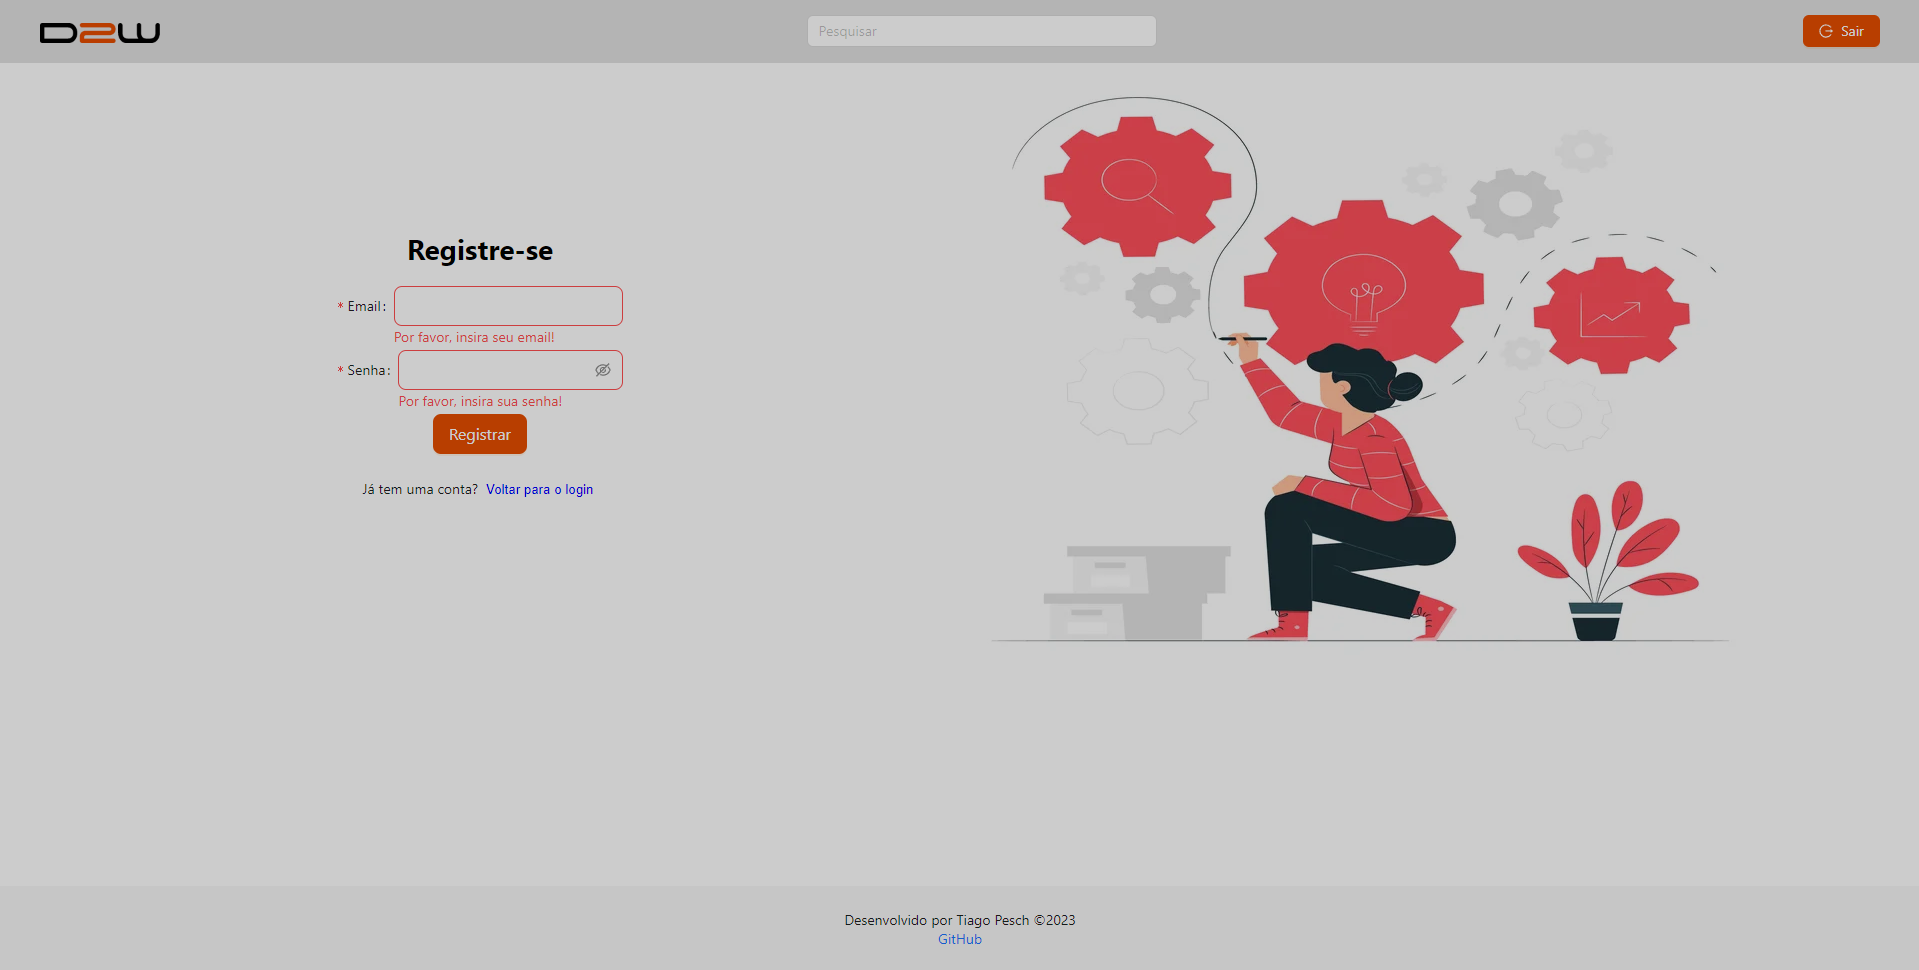 D2W
Pesquisar
Sair
Registre-se
* Email:
Por favor, insira seu email!
* Senha:
Por favor, insira sua senha!
Registrar
Já tem uma conta? Voltar para o login
Desenvolvido por Tiago Pesch ©2023
GitHub